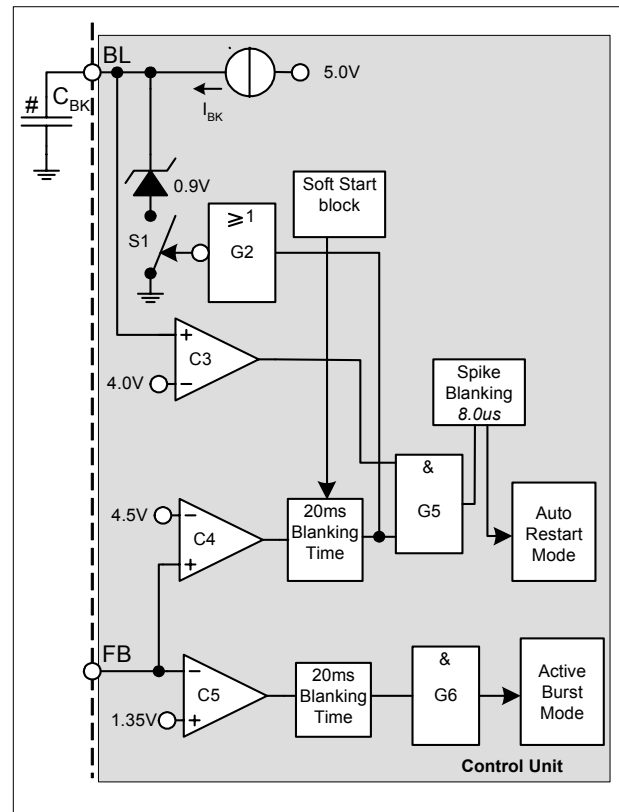 BL
5.0V
# C_BK
I_BK
0.9V
Soft Start
block
S1
≥1
G2
C3
4.0V
Spike
Blanking
8.0us
&
G5
4.5V
C4
20ms
Blanking
Time
Auto
Restart
Mode
FB
C5
1.35V
20ms
Blanking
Time
&
G6
Active
Burst
Mode
Control Unit